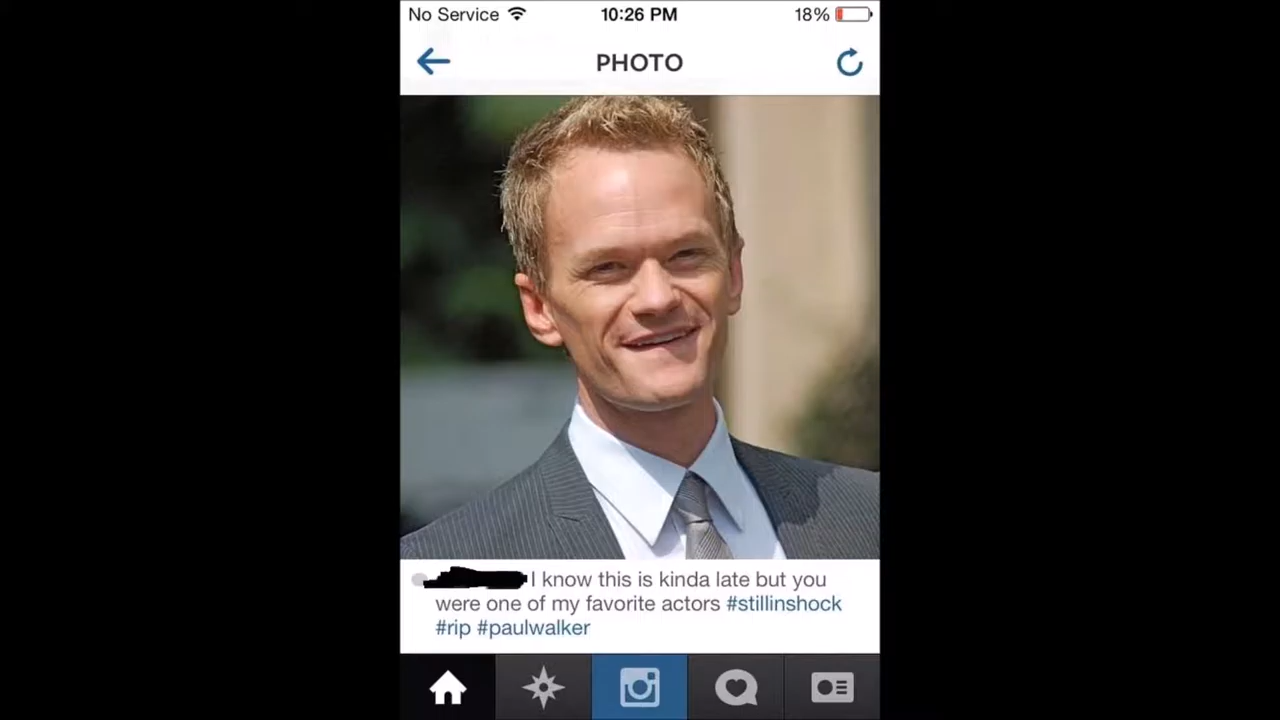 No Service 10:26 PM 18%
PHOTO
I know this is kinda late but you
were one of my favorite actors #stillinshock
#rip #paulwalker